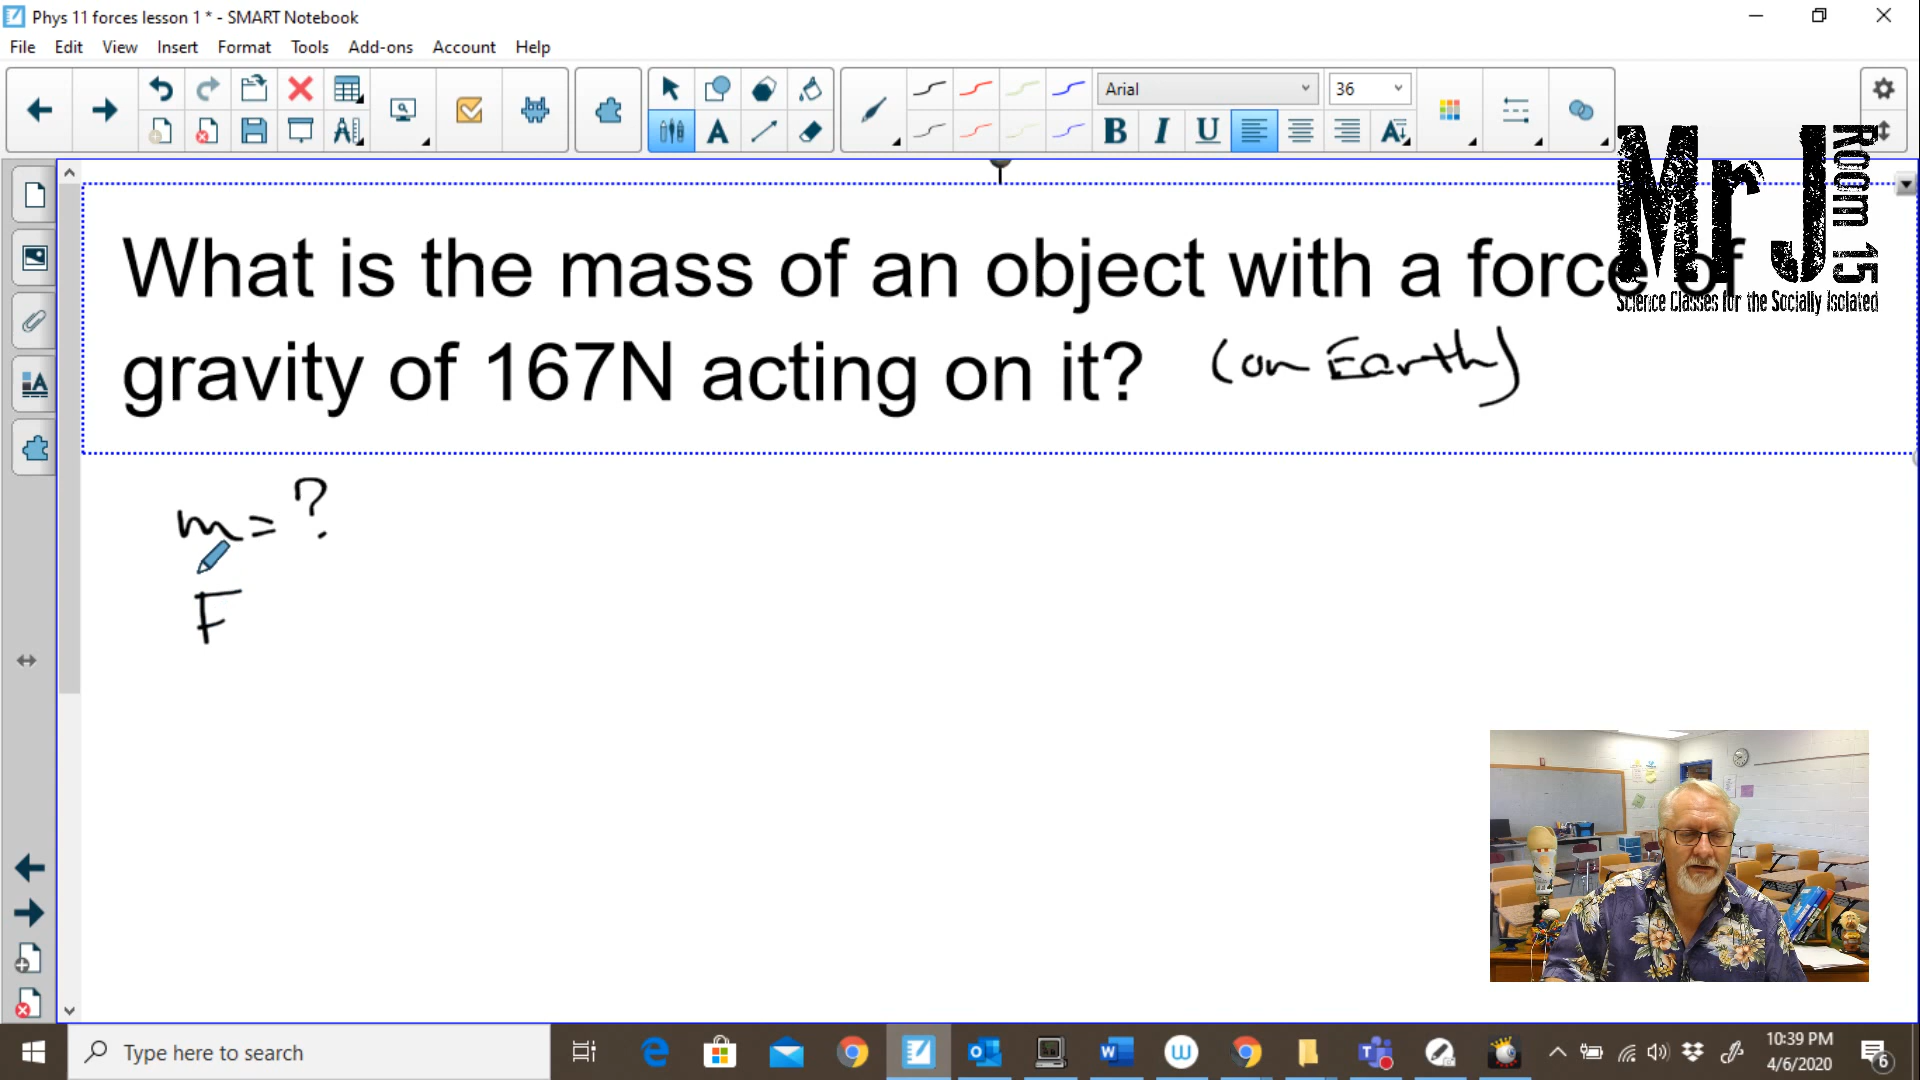 Phys 11 forces lesson 1 * - SMART Notebook
File Edit View Insert Format Tools Add-ons Account Help
Arial 36
B I U
Mr J Room 15
Science Classes for the Socially Isolated
What is the mass of an object with a force of
gravity of 167N acting on it? (on Earth)
m = ?
F
Type here to search
10:39 PM
4/6/2020
6